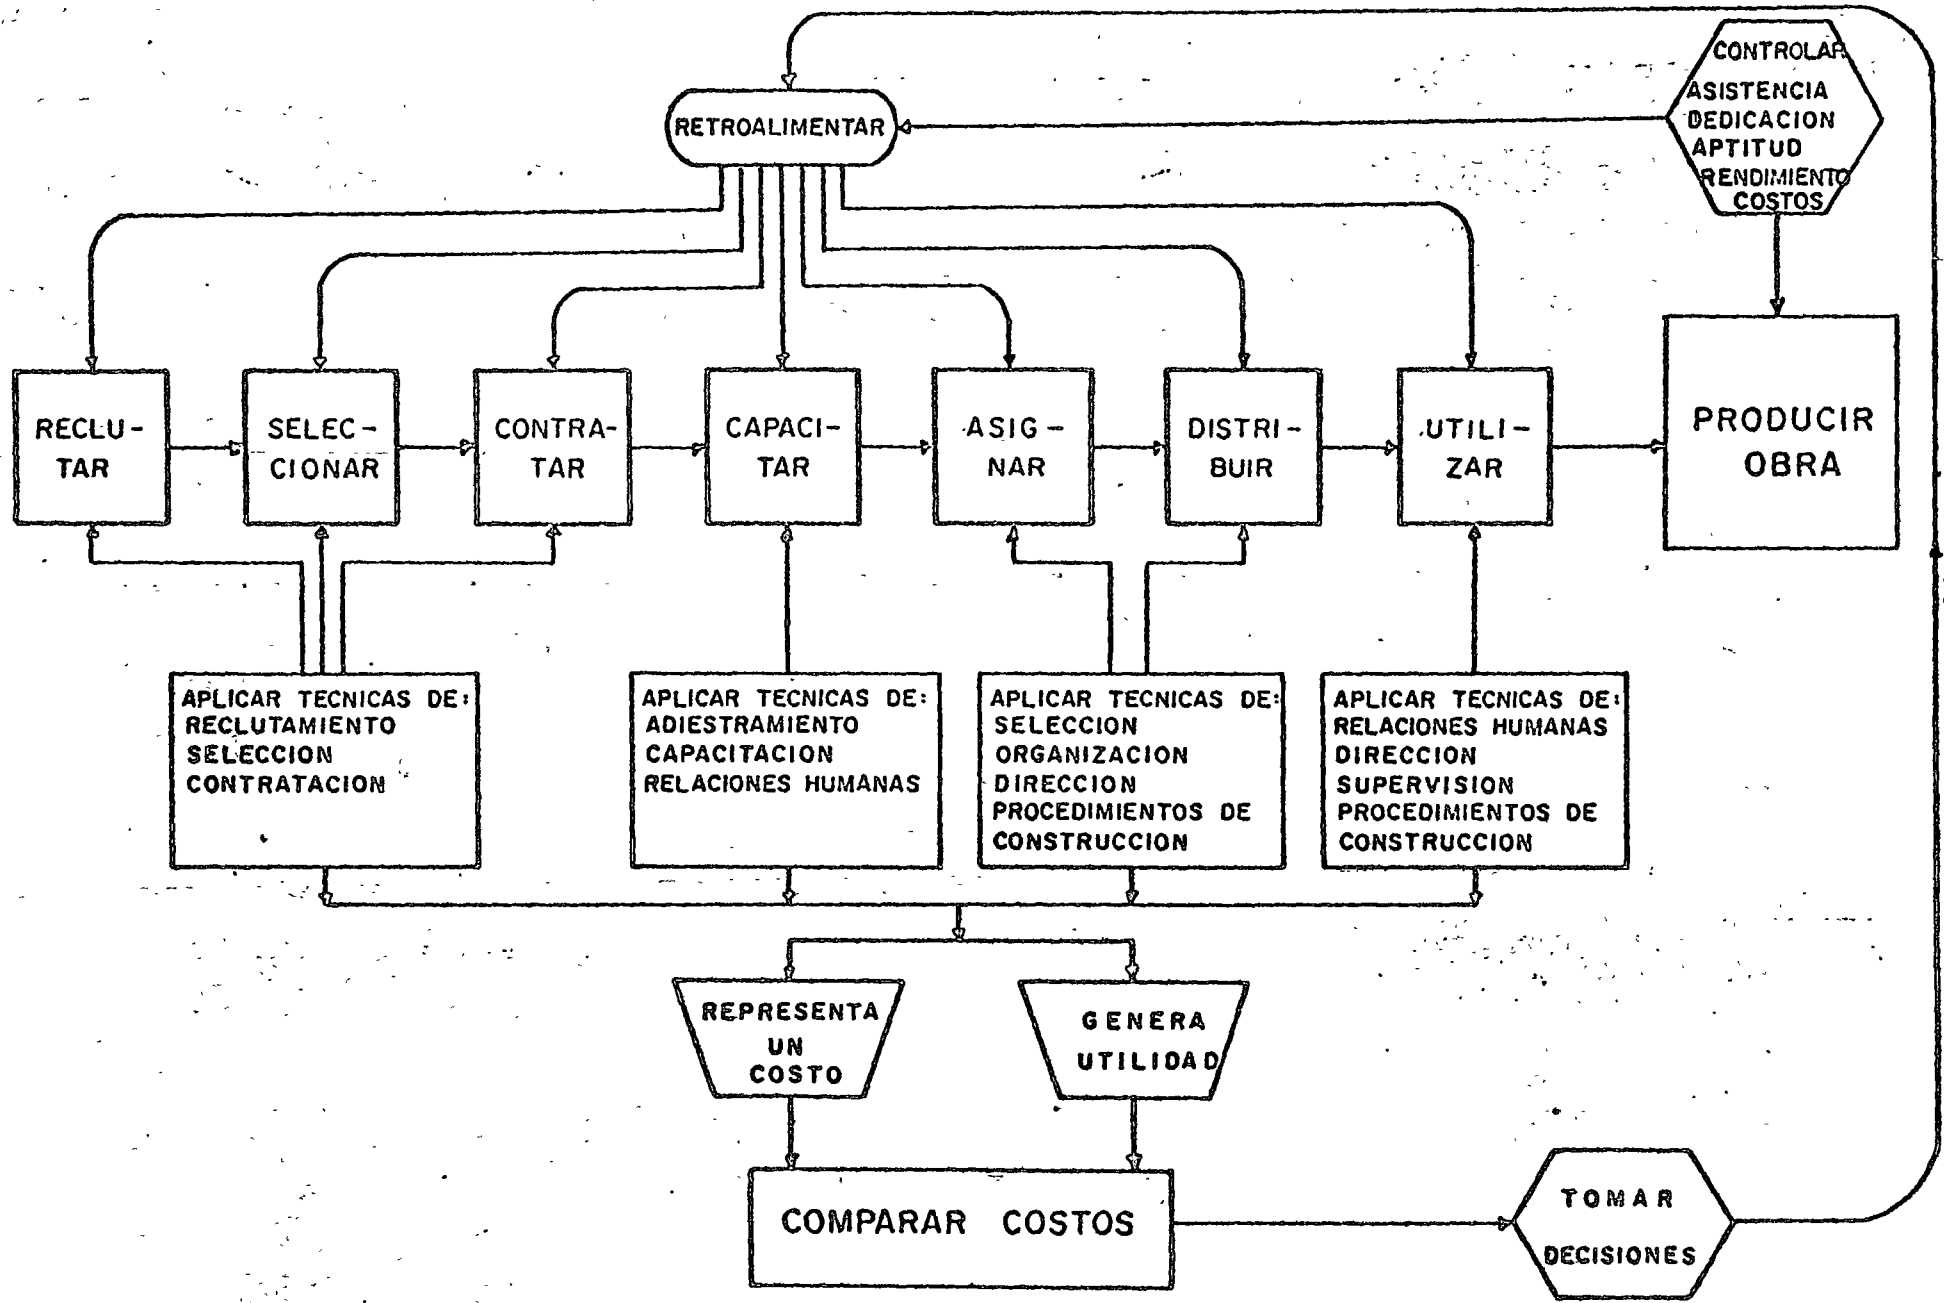 CONTROLAR
ASISTENCIA
DEDICACION
APTITUD
RENDIMIENTO
COSTOS
RETROALIMENTAR
RECLU-
TAR
SELEC-
CIONAR
CONTRA-
TAR
CAPACI-
TAR
ASIG-
NAR
DISTRI-
BUIR
UTILI-
ZAR
PRODUCIR
OBRA
APLICAR TECNICAS DE:
RECLUTAMIENTO
SELECCION
CONTRATACION
APLICAR TECNICAS DE:
ADIESTRAMIENTO
CAPACITACION
RELACIONES HUMANAS
APLICAR TECNICAS DE:
SELECCION
ORGANIZACION
DIRECCION
PROCEDIMIENTOS DE
CONSTRUCCION
APLICAR TECNICAS DE:
RELACIONES HUMANAS
DIRECCION
SUPERVISION
PROCEDIMIENTOS DE
CONSTRUCCION
REPRESENTA
UN
COSTO
GENERA
UTILIDAD
COMPARAR COSTOS
TOMAR
DECISIONES